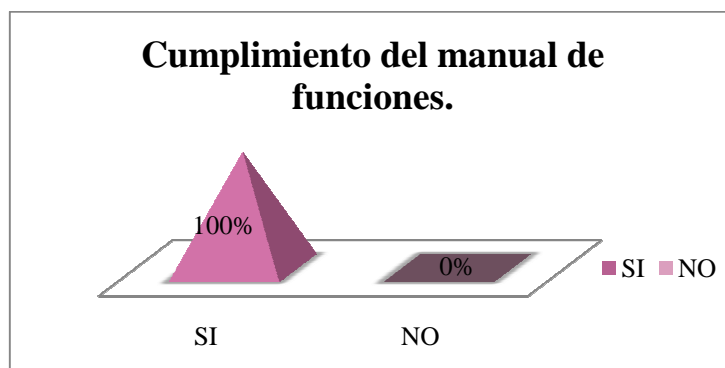 Cumplimiento del manual de
funciones.
100%
0%
SI NO
SI NO